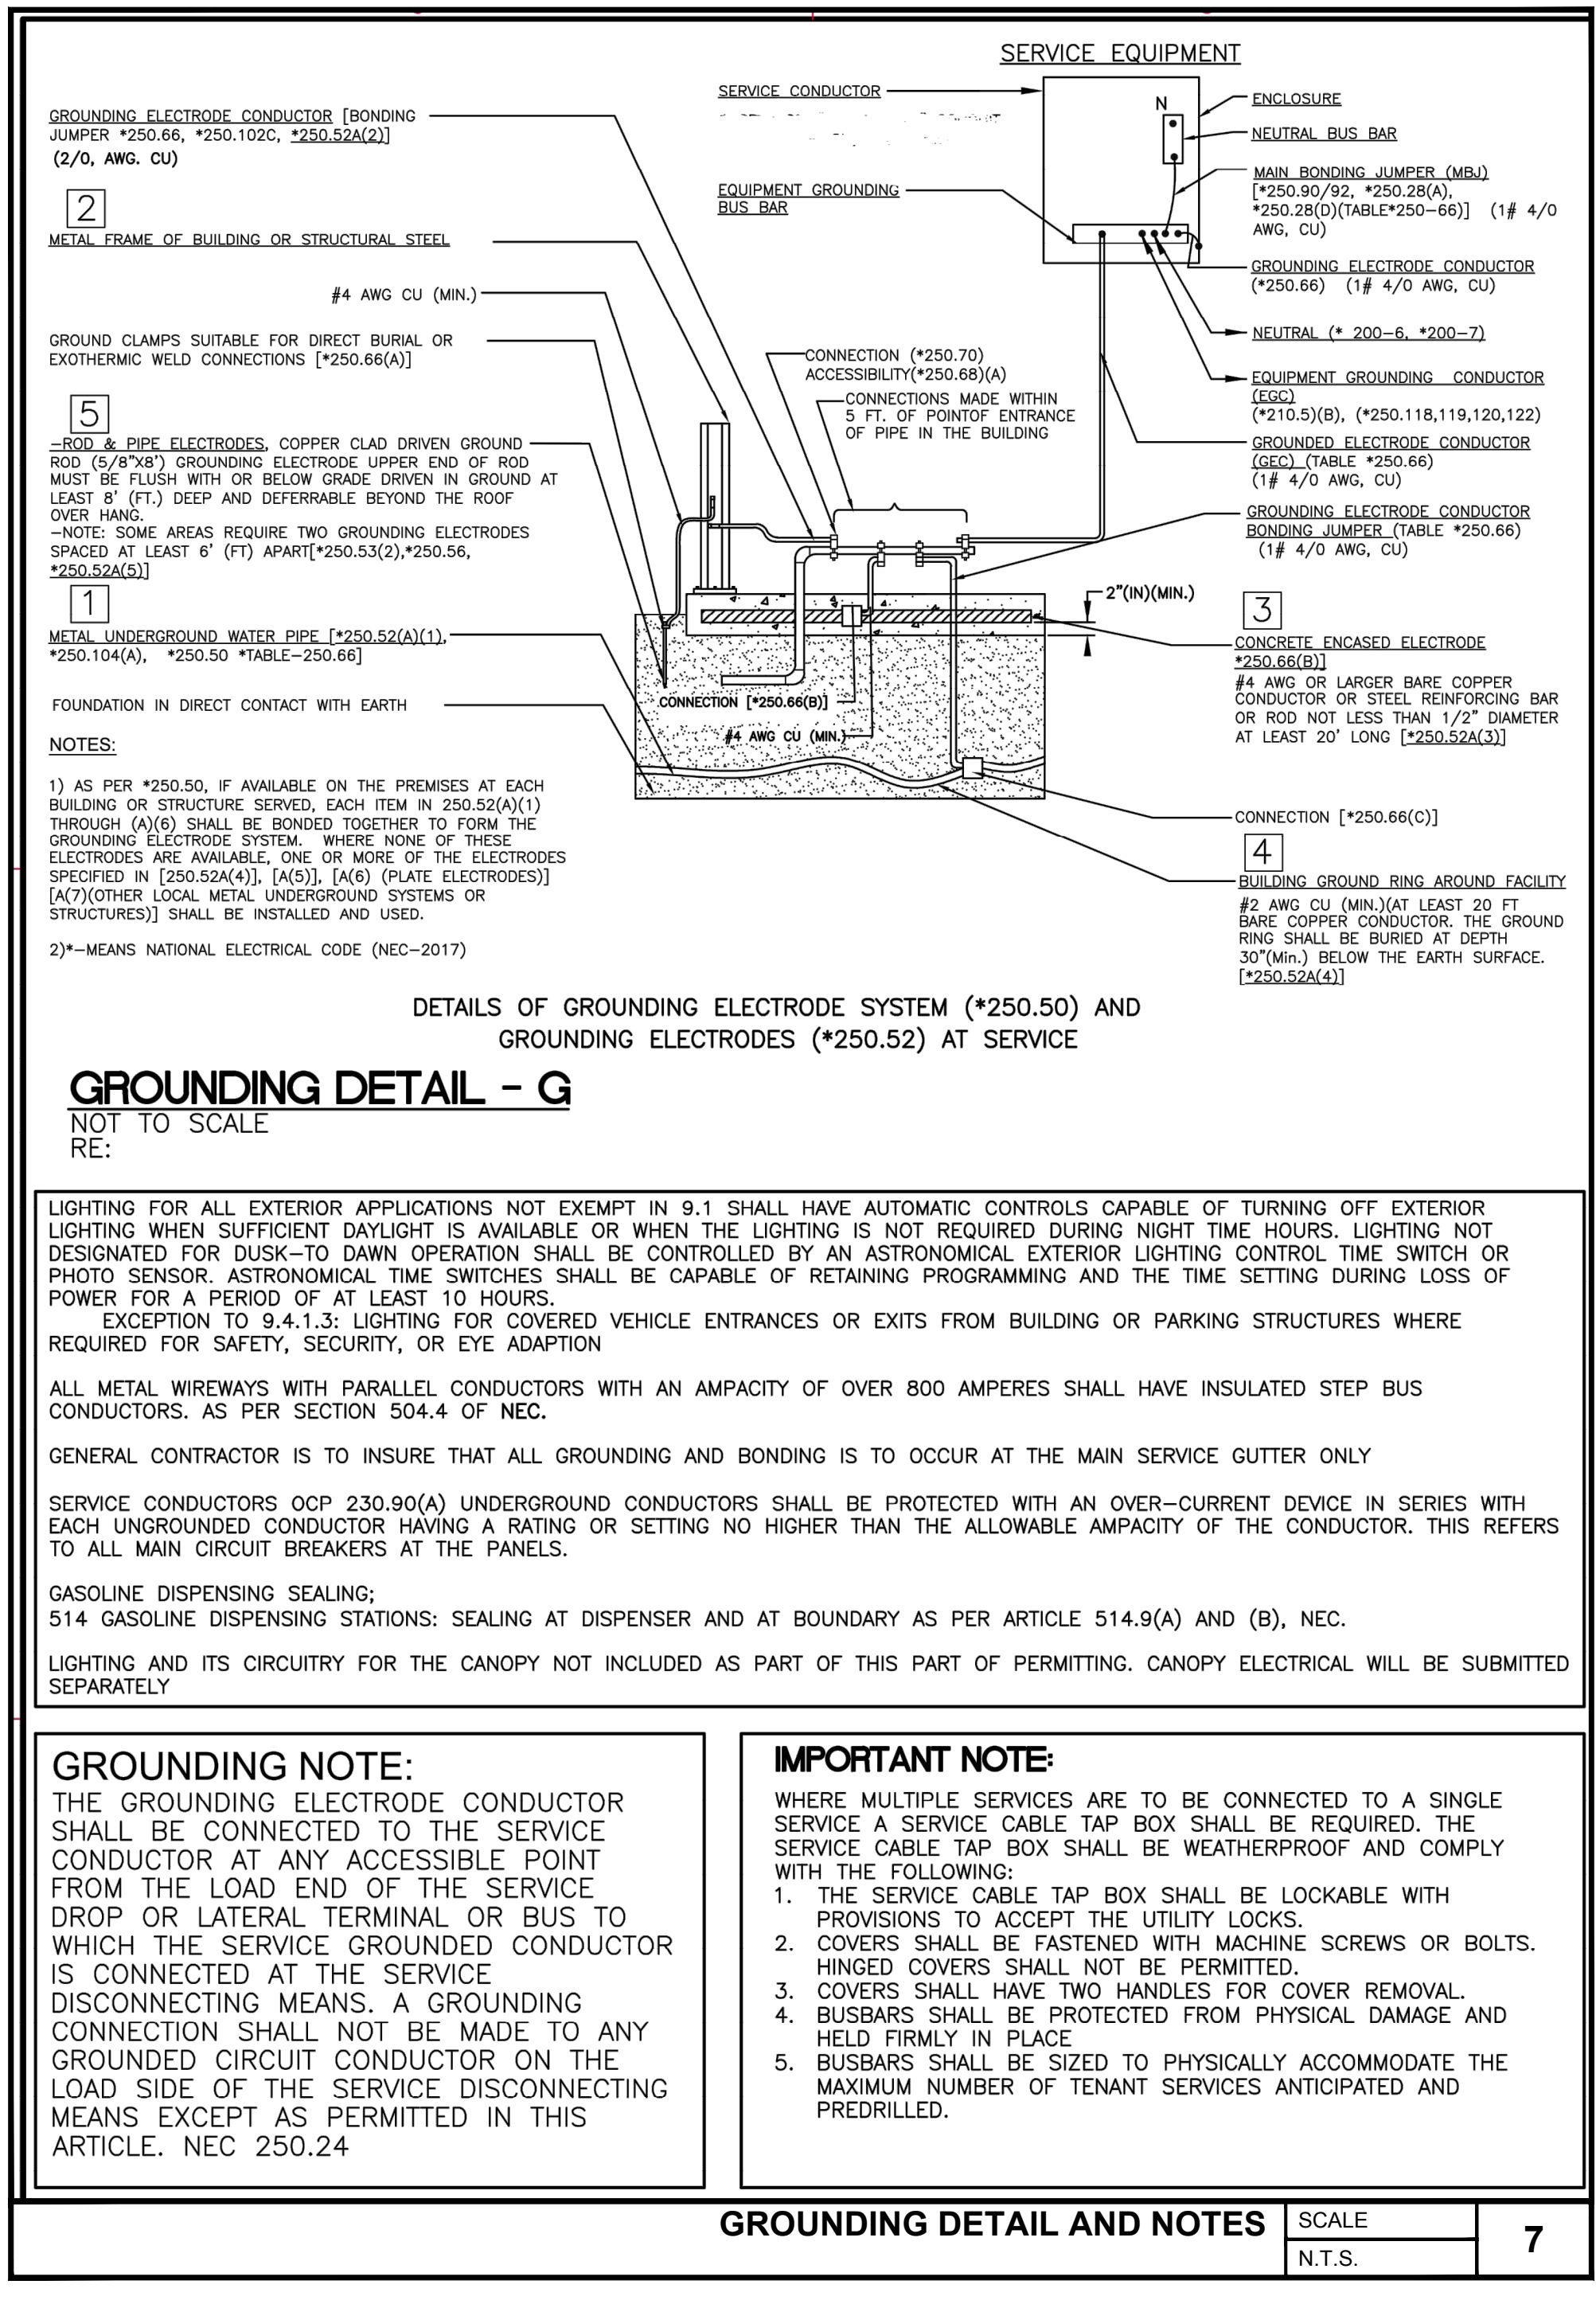 SERVICE EQUIPMENT
GROUNDING ELECTRODE CONDUCTOR [BONDING
JUMPER *250.66, *250.102C, *250.52A(2)]
(2/0, AWG. CU)
2
METAL FRAME OF BUILDING OR STRUCTURAL STEEL
#4 AWG CU (MIN.)
GROUND CLAMPS SUITABLE FOR DIRECT BURIAL OR
EXOTHERMIC WELD CONNECTIONS [*250.66(A)]
5
-ROD & PIPE ELECTRODES, COPPER CLAD DRIVEN GROUND
ROD (5/8"X8') GROUNDING ELECTRODE UPPER END OF ROD
MUST BE FLUSH WITH OR BELOW GRADE DRIVEN IN GROUND AT
LEAST 8' (FT.) DEEP AND DEFERRABLE BEYOND THE ROOF
OVER HANG.
-NOTE: SOME AREAS REQUIRE TWO GROUNDING ELECTRODES
SPACED AT LEAST 6' (FT) APART[*250.53(2),*250.56,
*250.52A(5)]
1
METAL UNDERGROUND WATER PIPE [*250.52(A)(1),
*250.104(A), *250.50 *TABLE-250.66]
FOUNDATION IN DIRECT CONTACT WITH EARTH
NOTES:
1) AS PER *250.50, IF AVAILABLE ON THE PREMISES AT EACH
BUILDING OR STRUCTURE SERVED, EACH ITEM IN 250.52(A)(1)
THROUGH (A)(6) SHALL BE BONDED TOGETHER TO FORM THE
GROUNDING ELECTRODE SYSTEM. WHERE NONE OF THESE
ELECTRODES ARE AVAILABLE, ONE OR MORE OF THE ELECTRODES
SPECIFIED IN [250.52A(4)], [A(5)], [A(6) (PLATE ELECTRODES)]
[A(7)(OTHER LOCAL METAL UNDERGROUND SYSTEMS OR
STRUCTURES)] SHALL BE INSTALLED AND USED.
2)*-MEANS NATIONAL ELECTRICAL CODE (NEC-2017)
SERVICE CONDUCTOR
EQUIPMENT GROUNDING
BUS BAR
N
CONNECTION (*250.70)
ACCESSIBILITY(*250.68)(A)
CONNECTIONS MADE WITHIN
5 FT. OF POINTOF ENTRANCE
OF PIPE IN THE BUILDING
2"(IN)(MIN.)
CONNECTION [*250.66(B)]
#4 AWG CU (MIN.)
ENCLOSURE
NEUTRAL BUS BAR
MAIN BONDING JUMPER (MBJ)
[*250.90/92, *250.28(A),
*250.28(D)(TABLE*250-66)] (1# 4/0
AWG, CU)
GROUNDING ELECTRODE CONDUCTOR
(*250.66) (1# 4/0 AWG, CU)
NEUTRAL (* 200-6, *200-7)
EQUIPMENT GROUNDING CONDUCTOR
(EGC)
(*210.5)(B), (*250.118,119,120,122)
GROUNDED ELECTRODE CONDUCTOR
(GEC) (TABLE *250.66)
(1# 4/0 AWG, CU)
GROUNDING ELECTRODE CONDUCTOR
BONDING JUMPER (TABLE *250.66)
(1# 4/0 AWG, CU)
3
CONCRETE ENCASED ELECTRODE
*250.66(B)]
#4 AWG OR LARGER BARE COPPER
CONDUCTOR OR STEEL REINFORCING BAR
OR ROD NOT LESS THAN 1/2" DIAMETER
AT LEAST 20' LONG [*250.52A(3)]
CONNECTION [*250.66(C)]
4
BUILDING GROUND RING AROUND FACILITY
#2 AWG CU (MIN.)(AT LEAST 20 FT
BARE COPPER CONDUCTOR. THE GROUND
RING SHALL BE BURIED AT DEPTH
30"(Min.) BELOW THE EARTH SURFACE.
[*250.52A(4)]
DETAILS OF GROUNDING ELECTRODE SYSTEM (*250.50) AND
GROUNDING ELECTRODES (*250.52) AT SERVICE
GROUNDING DETAIL - G
NOT TO SCALE
RE:
LIGHTING FOR ALL EXTERIOR APPLICATIONS NOT EXEMPT IN 9.1 SHALL HAVE AUTOMATIC CONTROLS CAPABLE OF TURNING OFF EXTERIOR
LIGHTING WHEN SUFFICIENT DAYLIGHT IS AVAILABLE OR WHEN THE LIGHTING IS NOT REQUIRED DURING NIGHT TIME HOURS. LIGHTING NOT
DESIGNATED FOR DUSK-TO DAWN OPERATION SHALL BE CONTROLLED BY AN ASTRONOMICAL EXTERIOR LIGHTING CONTROL TIME SWITCH OR
PHOTO SENSOR. ASTRONOMICAL TIME SWITCHES SHALL BE CAPABLE OF RETAINING PROGRAMMING AND THE TIME SETTING DURING LOSS OF
POWER FOR A PERIOD OF AT LEAST 10 HOURS.
EXCEPTION TO 9.4.1.3: LIGHTING FOR COVERED VEHICLE ENTRANCES OR EXITS FROM BUILDING OR PARKING STRUCTURES WHERE
REQUIRED FOR SAFETY, SECURITY, OR EYE ADAPTION
ALL METAL WIREWAYS WITH PARALLEL CONDUCTORS WITH AN AMPACITY OF OVER 800 AMPERES SHALL HAVE INSULATED STEP BUS
CONDUCTORS. AS PER SECTION 504.4 OF NEC.
GENERAL CONTRACTOR IS TO INSURE THAT ALL GROUNDING AND BONDING IS TO OCCUR AT THE MAIN SERVICE GUTTER ONLY
SERVICE CONDUCTORS OCP 230.90(A) UNDERGROUND CONDUCTORS SHALL BE PROTECTED WITH AN OVER-CURRENT DEVICE IN SERIES WITH
EACH UNGROUNDED CONDUCTOR HAVING A RATING OR SETTING NO HIGHER THAN THE ALLOWABLE AMPACITY OF THE CONDUCTOR. THIS REFERS
TO ALL MAIN CIRCUIT BREAKERS AT THE PANELS.
GASOLINE DISPENSING SEALING;
514 GASOLINE DISPENSING STATIONS: SEALING AT DISPENSER AND AT BOUNDARY AS PER ARTICLE 514.9(A) AND (B), NEC.
LIGHTING AND ITS CIRCUITRY FOR THE CANOPY NOT INCLUDED AS PART OF THIS PART OF PERMITTING. CANOPY ELECTRICAL WILL BE SUBMITTED
SEPARATELY
GROUNDING NOTE:
THE GROUNDING ELECTRODE CONDUCTOR
SHALL BE CONNECTED TO THE SERVICE
CONDUCTOR AT ANY ACCESSIBLE POINT
FROM THE LOAD END OF THE SERVICE
DROP OR LATERAL TERMINAL OR BUS TO
WHICH THE SERVICE GROUNDED CONDUCTOR
IS CONNECTED AT THE SERVICE
DISCONNECTING MEANS. A GROUNDING
CONNECTION SHALL NOT BE MADE TO ANY
GROUNDED CIRCUIT CONDUCTOR ON THE
LOAD SIDE OF THE SERVICE DISCONNECTING
MEANS EXCEPT AS PERMITTED IN THIS
ARTICLE. NEC 250.24
IMPORTANT NOTE:
WHERE MULTIPLE SERVICES ARE TO BE CONNECTED TO A SINGLE
SERVICE A SERVICE CABLE TAP BOX SHALL BE REQUIRED. THE
SERVICE CABLE TAP BOX SHALL BE WEATHERPROOF AND COMPLY
WITH THE FOLLOWING:
1. THE SERVICE CABLE TAP BOX SHALL BE LOCKABLE WITH
PROVISIONS TO ACCEPT THE UTILITY LOCKS.
2. COVERS SHALL BE FASTENED WITH MACHINE SCREWS OR BOLTS.
HINGED COVERS SHALL NOT BE PERMITTED.
3. COVERS SHALL HAVE TWO HANDLES FOR COVER REMOVAL.
4. BUSBARS SHALL BE PROTECTED FROM PHYSICAL DAMAGE AND
HELD FIRMLY IN PLACE
5. BUSBARS SHALL BE SIZED TO PHYSICALLY ACCOMMODATE THE
MAXIMUM NUMBER OF TENANT SERVICES ANTICIPATED AND
PREDRILLED.
GROUNDING DETAIL AND NOTES
SCALE
N.T.S.
7